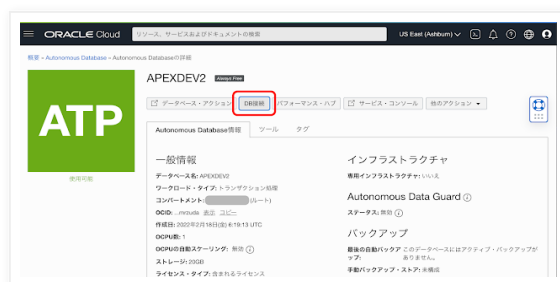 ORACLE Cloud
リソース、サービスおよびドキュメントの検索
US East (Ashburn)
概要 » Autonomous Database » Autonomous Databaseの詳細
ATP
使用可能
APEXDEV2 Always Free
データベース・アクション DB接続 パフォーマンス・ハブ サービス・コンソール 他のアクション
Autonomous Database情報 ツール タグ
一般情報
データベース名: APEXDEV2
ワークロード・タイプ: トランザクション処理
コンパートメント: (ルート)
OCID: 表示 コピー
作成日: 2022年2月18日(金) 6:19:13 UTC
OCPU数: 1
OCPUの自動スケーリング: 無効
ストレージ: 20GB
ライセンス・タイプ: 含まれるライセンス
インフラストラクチャ
専用インフラストラクチャ: いいえ
Autonomous Data Guard
ステータス: 無効
バックアップ
最後の自動バックアップ: このデータベースにはアクティブ・バックアップがありません。
手動バックアップ・ストア: 未構成